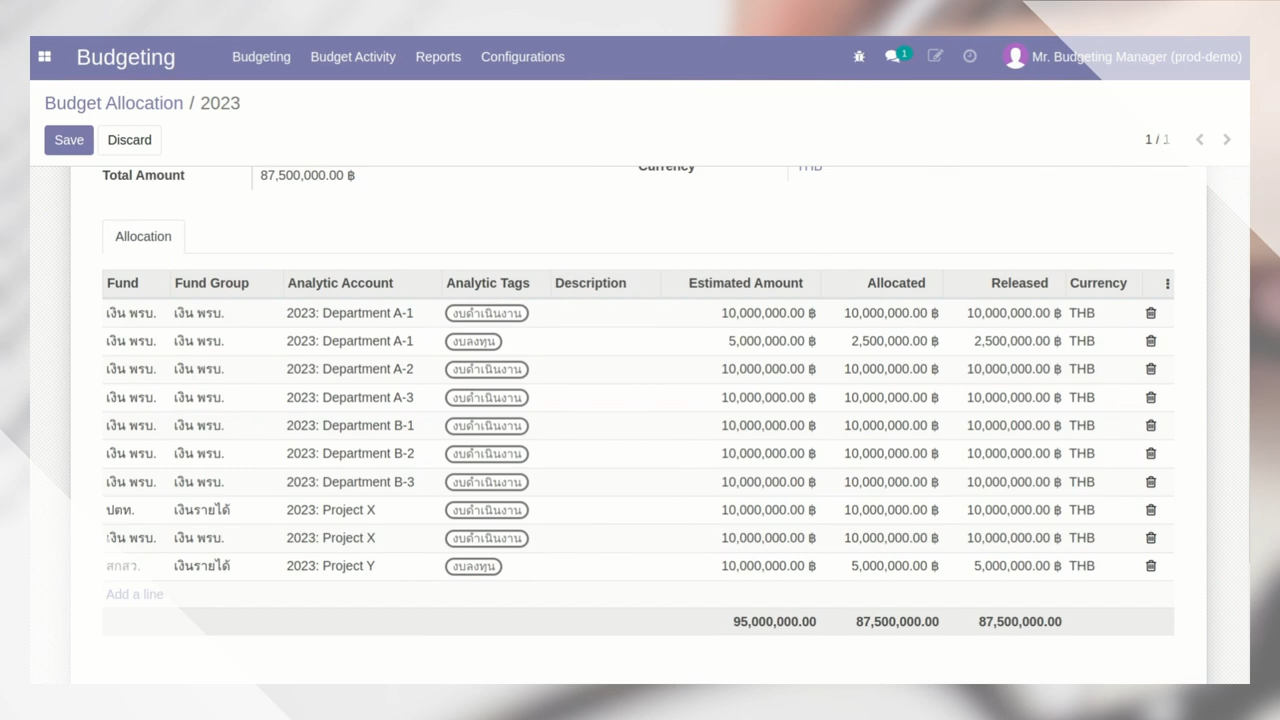 Budgeting Budgeting Budget Activity Reports Configurations 1 Mr. Budgeting Manager (prod-demo)
Budget Allocation / 2023
Save Discard 1 / 1
Total Amount 87,500,000.00 ฿ Currency THB
Allocation
Fund Fund Group Analytic Account Analytic Tags Description Estimated Amount Allocated Released Currency
เงิน พรบ. เงิน พรบ. 2023: Department A-1 งบดำเนินงาน 10,000,000.00 ฿ 10,000,000.00 ฿ 10,000,000.00 ฿ THB
เงิน พรบ. เงิน พรบ. 2023: Department A-1 งบลงทุน 5,000,000.00 ฿ 2,500,000.00 ฿ 2,500,000.00 ฿ THB
เงิน พรบ. เงิน พรบ. 2023: Department A-2 งบดำเนินงาน 10,000,000.00 ฿ 10,000,000.00 ฿ 10,000,000.00 ฿ THB
เงิน พรบ. เงิน พรบ. 2023: Department A-3 งบดำเนินงาน 10,000,000.00 ฿ 10,000,000.00 ฿ 10,000,000.00 ฿ THB
เงิน พรบ. เงิน พรบ. 2023: Department B-1 งบดำเนินงาน 10,000,000.00 ฿ 10,000,000.00 ฿ 10,000,000.00 ฿ THB
เงิน พรบ. เงิน พรบ. 2023: Department B-2 งบดำเนินงาน 10,000,000.00 ฿ 10,000,000.00 ฿ 10,000,000.00 ฿ THB
เงิน พรบ. เงิน พรบ. 2023: Department B-3 งบดำเนินงาน 10,000,000.00 ฿ 10,000,000.00 ฿ 10,000,000.00 ฿ THB
ปตท. เงินรายได้ 2023: Project X งบดำเนินงาน 10,000,000.00 ฿ 10,000,000.00 ฿ 10,000,000.00 ฿ THB
เงิน พรบ. เงิน พรบ. 2023: Project X งบดำเนินงาน 10,000,000.00 ฿ 10,000,000.00 ฿ 10,000,000.00 ฿ THB
สกสว. เงินรายได้ 2023: Project Y งบลงทุน 10,000,000.00 ฿ 5,000,000.00 ฿ 5,000,000.00 ฿ THB
Add a line
95,000,000.00 87,500,000.00 87,500,000.00